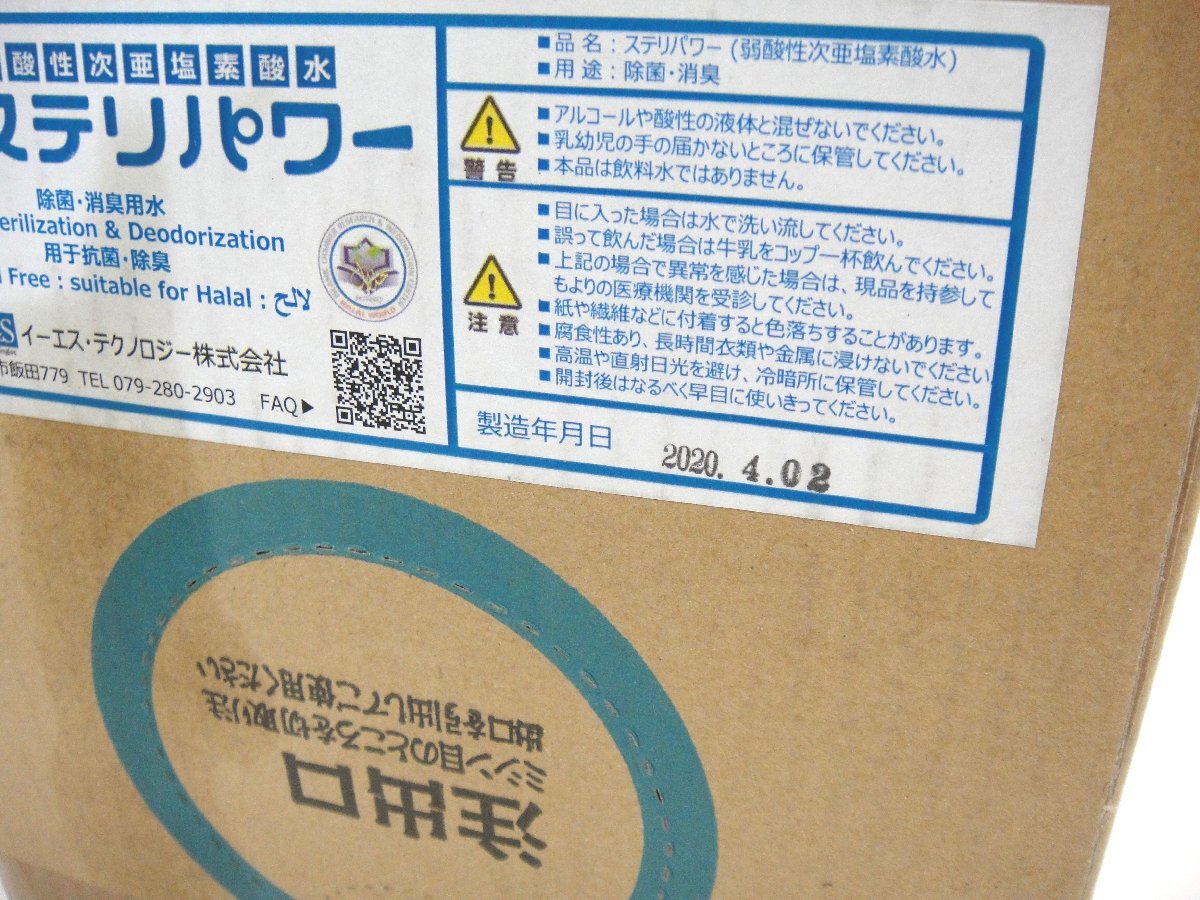 酸性次亜塩素酸水
ステリパワー
除菌・消臭用水
erilization & Deodorization
用于抗菌・除臭
Free : suitable for Halal :
イーエス・テクノロジー株式会社
市飯田779 TEL 079-280-2903 FAQ▶
■品 名 : ステリパワー (弱酸性次亜塩素酸水)
■用 途 : 除菌・消臭
警告
■アルコールや酸性の液体と混ぜないでください。
■乳幼児の手の届かないところに保管してください。
■本品は飲料水ではありません。
注意
■目に入った場合は水で洗い流してください。
■誤って飲んだ場合は牛乳をコップ一杯飲んでください。
■上記の場合で異常を感じた場合は、現品を持参して
もよりの医療機関を受診してください。
■紙や繊維などに付着すると色落ちすることがあります。
■腐食性あり、長時間衣類や金属に浸けないでください。
■高温や直射日光を避け、冷暗所に保管してください。
■開封後はなるべく早目に使いきってください。
製造年月日
2020. 4.02
注出口
ミシン目のところを切取り注
出口を引出してご使用ください